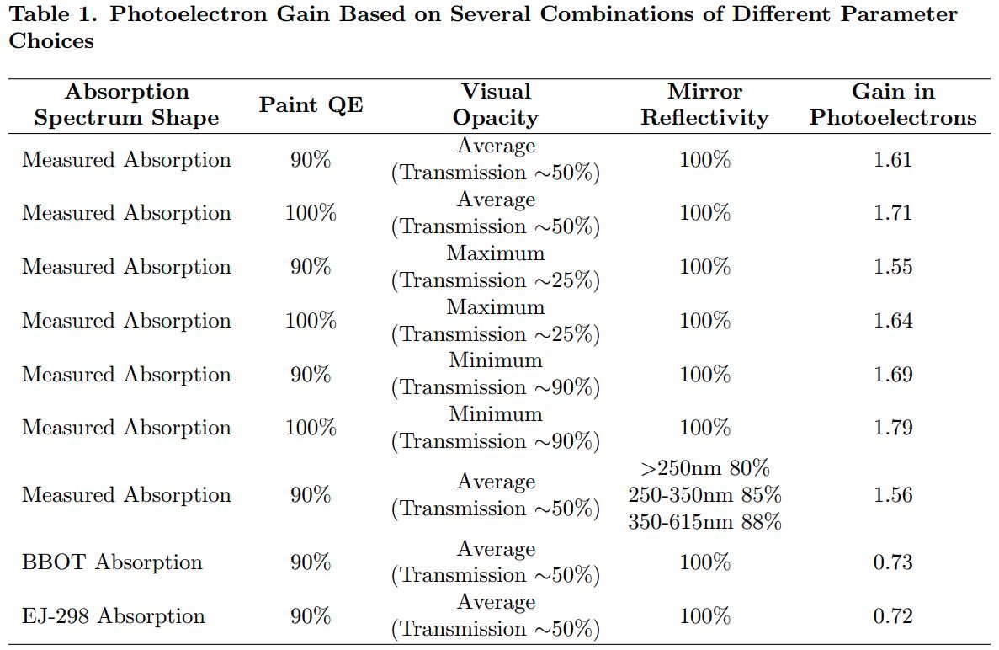 Table 1. Photoelectron Gain Based on Several Combinations of Different Parameter
Choices
Absorption Spectrum Shape Paint QE Visual Opacity Mirror Reflectivity Gain in Photoelectrons
Measured Absorption 90% Average (Transmission ∼50%) 100% 1.61
Measured Absorption 100% Average (Transmission ∼50%) 100% 1.71
Measured Absorption 90% Maximum (Transmission ∼25%) 100% 1.55
Measured Absorption 100% Maximum (Transmission ∼25%) 100% 1.64
Measured Absorption 90% Minimum (Transmission ∼90%) 100% 1.69
Measured Absorption 100% Minimum (Transmission ∼90%) 100% 1.79
Measured Absorption 90% Average (Transmission ∼50%) >250nm 80% 250-350nm 85% 350-615nm 88% 1.56
BBOT Absorption 90% Average (Transmission ∼50%) 100% 0.73
EJ-298 Absorption 90% Average (Transmission ∼50%) 100% 0.72